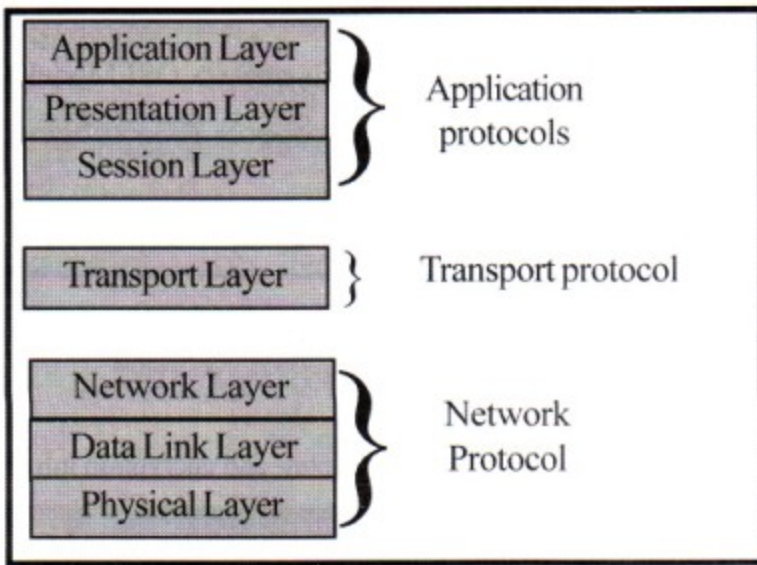 Application Layer
Presentation Layer
Session Layer
Application
protocols
Transport Layer
Transport protocol
Network Layer
Data Link Layer
Physical Layer
Network
Protocol